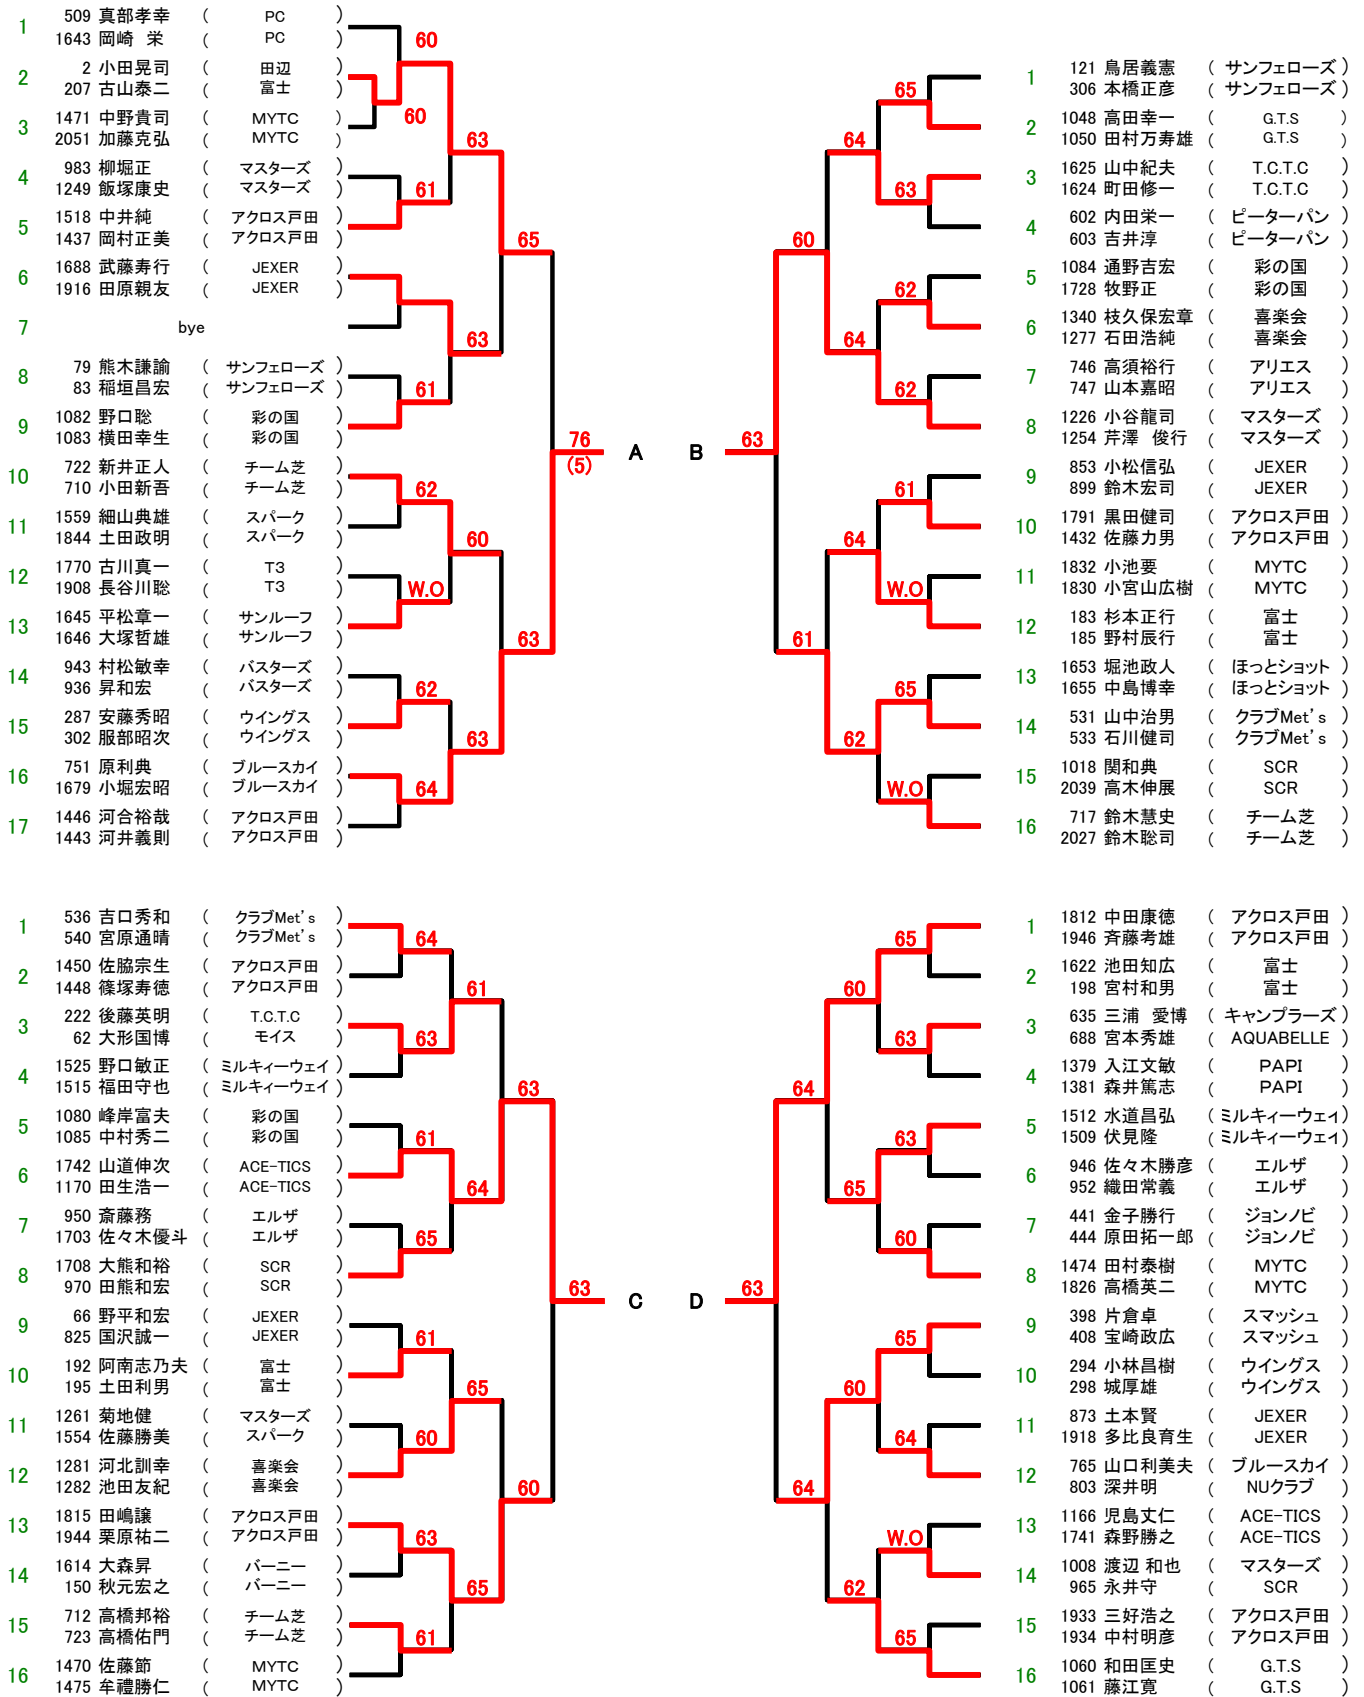 1 509 真部孝幸 ( PC )
1643 岡崎 栄 ( PC )
60
2 2 小田晃司 ( 田辺 )
207 古山泰二 ( 富士 )
60
3 1471 中野貴司 ( MYTC )
2051 加藤克弘 ( MYTC )
63
4 983 柳堀正 ( マスターズ )
1249 飯塚康史 ( マスターズ )
61
5 1518 中井純 ( アクロス戸田 )
1437 岡村正美 ( アクロス戸田 )
65
6 1688 武藤寿行 ( JEXER )
1916 田原親友 ( JEXER )
7 bye
63
8 79 熊木謙諭 ( サンフェローズ )
83 稲垣昌宏 ( サンフェローズ )
61
9 1082 野口聡 ( 彩の国 )
1083 横田幸生 ( 彩の国 )
76 A
(5)
10 722 新井正人 ( チーム芝 )
710 小田新吾 ( チーム芝 )
62
11 1559 細山典雄 ( スパーク )
1844 土田政明 ( スパーク )
60
12 1770 古川真一 ( T3 )
1908 長谷川聡 ( T3 )
W.O
13 1645 平松章一 ( サンルーフ )
1646 大塚哲雄 ( サンルーフ )
63
14 943 村松敏幸 ( バスターズ )
936 昇和宏 ( バスターズ )
62
15 287 安藤秀昭 ( ウイングス )
302 服部昭次 ( ウイングス )
63
16 751 原利典 ( ブルースカイ )
1679 小堀宏昭 ( ブルースカイ )
64
17 1446 河合裕哉 ( アクロス戸田 )
1443 河井義則 ( アクロス戸田 )
1 121 鳥居義憲 ( サンフェローズ )
306 本橋正彦 ( サンフェローズ )
65
2 1048 高田幸一 ( G.T.S )
1050 田村万寿雄 ( G.T.S )
64
3 1625 山中紀夫 ( T.C.T.C )
1624 町田修一 ( T.C.T.C )
63
4 602 内田栄一 ( ピーターパン )
603 吉井淳 ( ピーターパン )
60
5 1084 通野吉宏 ( 彩の国 )
1728 牧野正 ( 彩の国 )
62
6 1340 枝久保宏章 ( 喜楽会 )
1277 石田浩純 ( 喜楽会 )
64
7 746 高須裕行 ( アリエス )
747 山本嘉昭 ( アリエス )
62
8 1226 小谷龍司 ( マスターズ )
1254 芹澤 俊行 ( マスターズ )
B 63
9 853 小松信弘 ( JEXER )
899 鈴木宏司 ( JEXER )
61
10 1791 黒田健司 ( アクロス戸田 )
1432 佐藤力男 ( アクロス戸田 )
64
11 1832 小池要 ( MYTC )
1830 小宮山広樹 ( MYTC )
W.O
12 183 杉本正行 ( 富士 )
185 野村辰行 ( 富士 )
61
13 1653 堀池政人 ( ほっとショット )
1655 中島博幸 ( ほっとショット )
65
14 531 山中治男 ( クラブMet's )
533 石川健司 ( クラブMet's )
62
15 1018 関和典 ( SCR )
2039 高木伸展 ( SCR )
W.O
16 717 鈴木慧史 ( チーム芝 )
2027 鈴木聡司 ( チーム芝 )
1 536 吉口秀和 ( クラブMet's )
540 宮原通晴 ( クラブMet's )
64
2 1450 佐脇宗生 ( アクロス戸田 )
1448 篠塚寿徳 ( アクロス戸田 )
61
3 222 後藤英明 ( T.C.T.C )
62 大形国博 ( モイス )
63
4 1525 野口敏正 ( ミルキィーウェイ )
1515 福田守也 ( ミルキィーウェイ )
63
5 1080 峰岸富夫 ( 彩の国 )
1085 中村秀二 ( 彩の国 )
61
6 1742 山道伸次 ( ACE-TICS )
1170 田生浩一 ( ACE-TICS )
64
7 950 斎藤務 ( エルザ )
1703 佐々木優斗 ( エルザ )
65
8 1708 大熊和裕 ( SCR )
970 田熊和宏 ( SCR )
63 C
9 66 野平和宏 ( JEXER )
825 国沢誠一 ( JEXER )
61
10 192 阿南志乃夫 ( 富士 )
195 土田利男 ( 富士 )
65
11 1261 菊地健 ( マスターズ )
1554 佐藤勝美 ( スパーク )
60
12 1281 河北訓幸 ( 喜楽会 )
1282 池田友紀 ( 喜楽会 )
60
13 1815 田嶋譲 ( アクロス戸田 )
1944 栗原祐二 ( アクロス戸田 )
63
14 1614 大森昇 ( バーニー )
150 秋元宏之 ( バーニー )
65
15 712 高橋邦裕 ( チーム芝 )
723 高橋佑門 ( チーム芝 )
61
16 1470 佐藤節 ( MYTC )
1475 牟禮勝仁 ( MYTC )
1 1812 中田康徳 ( アクロス戸田 )
1946 斉藤考雄 ( アクロス戸田 )
65
2 1622 池田知広 ( 富士 )
198 宮村和男 ( 富士 )
60
3 635 三浦 愛博 ( キャンプラーズ )
688 宮本秀雄 ( AQUABELLE )
63
4 1379 入江文敏 ( PAPI )
1381 森井篤志 ( PAPI )
64
5 1512 水道昌弘 ( ミルキィーウェイ )
1509 伏見隆 ( ミルキィーウェィ )
63
6 946 佐々木勝彦 ( エルザ )
952 織田常義 ( エルザ )
65
7 441 金子勝行 ( ジョンノビ )
444 原田拓一郎 ( ジョンノビ )
60
8 1474 田村泰樹 ( MYTC )
1826 高橋英二 ( MYTC )
D 63
9 398 片倉卓 ( スマッシュ )
408 宝崎政広 ( スマッシュ )
65
10 294 小林昌樹 ( ウイングス )
298 城厚雄 ( ウイングス )
60
11 873 土本賢 ( JEXER )
1918 多比良育生 ( JEXER )
64
12 765 山口利美夫 ( ブルースカイ )
803 深井明 ( NUクラブ )
64
13 1166 児島丈仁 ( ACE-TICS )
1741 森野勝之 ( ACE-TICS )
W.O
14 1008 渡辺 和也 ( マスターズ )
965 永井守 ( SCR )
62
15 1933 三好浩之 ( アクロス戸田 )
1934 中村明彦 ( アクロス戸田 )
65
16 1060 和田匡史 ( G.T.S )
1061 藤江寛 ( G.T.S )